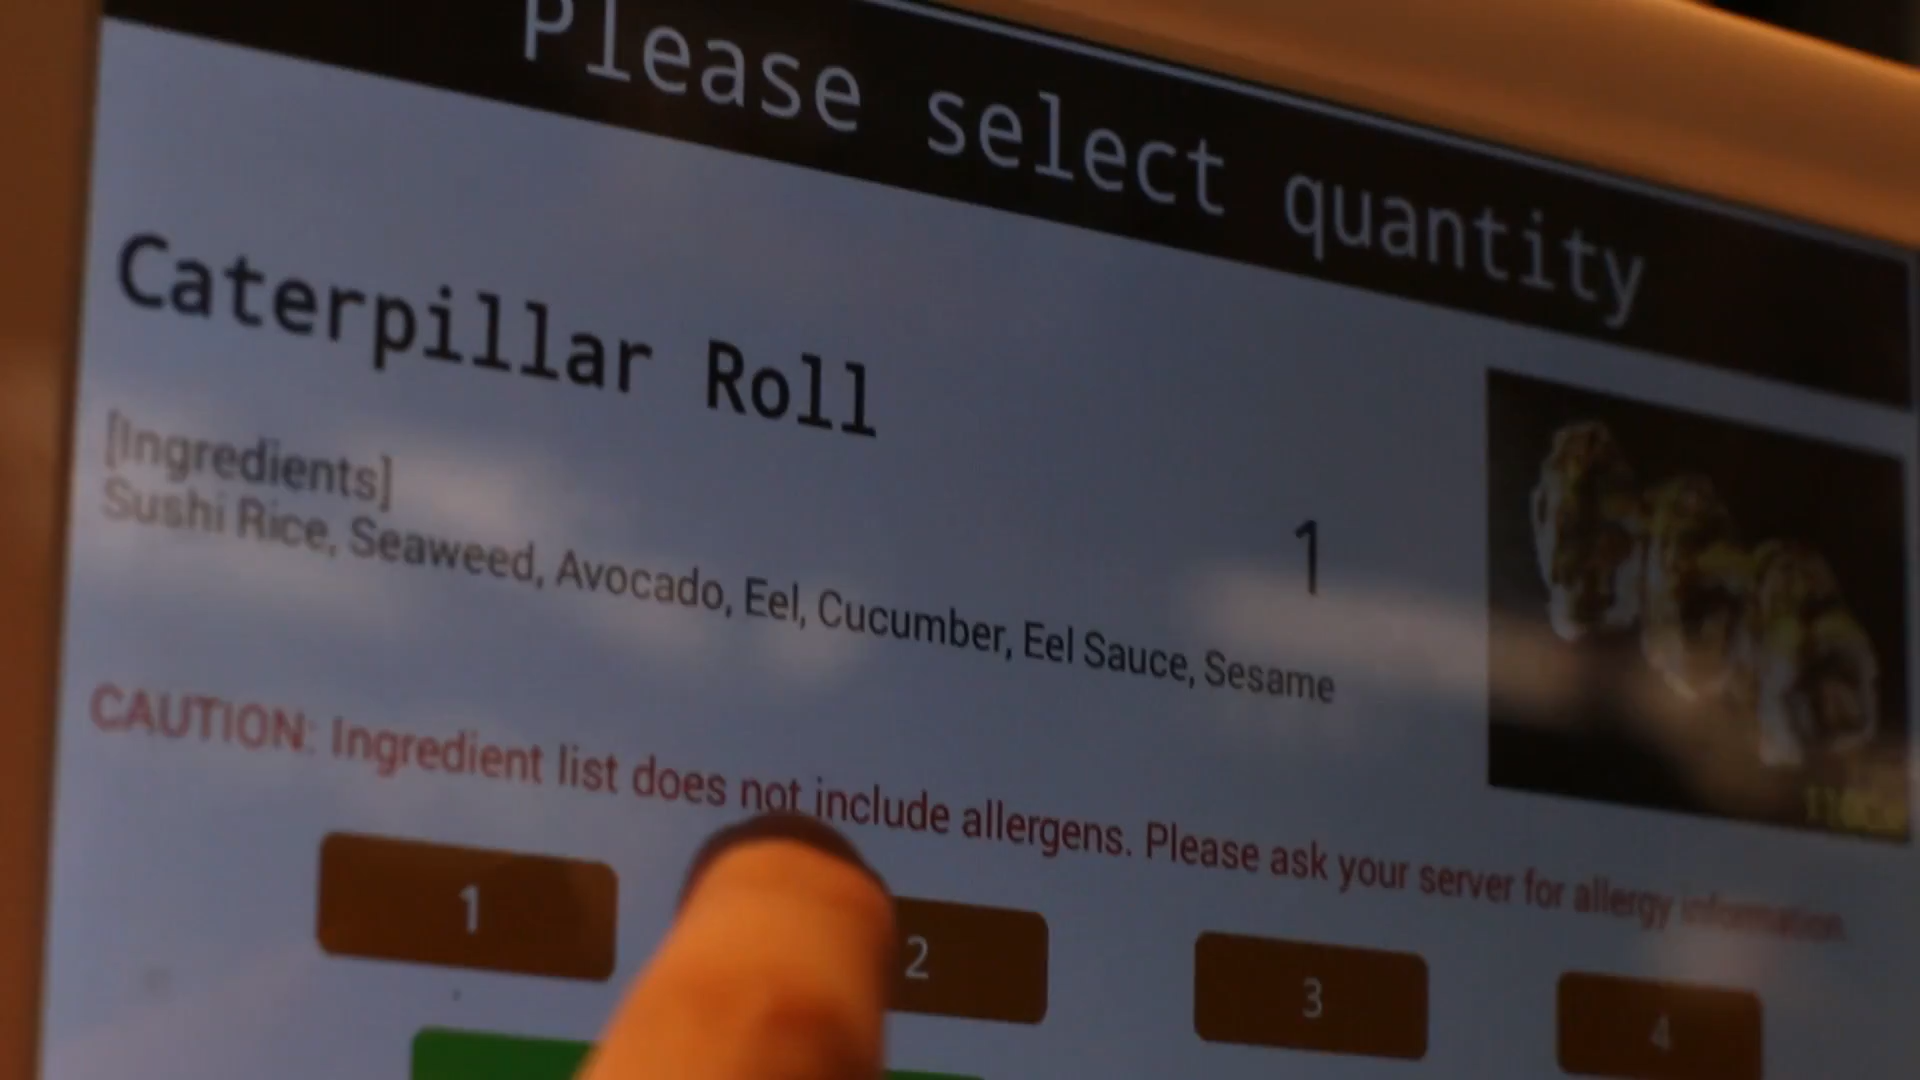 Please select quantity
Caterpillar Roll
[Ingredients]
Sushi Rice, Seaweed, Avocado, Eel, Cucumber, Eel Sauce, Sesame
1
CAUTION: Ingredient list does not include allergens. Please ask your server for allergy information.
1
2
3
4